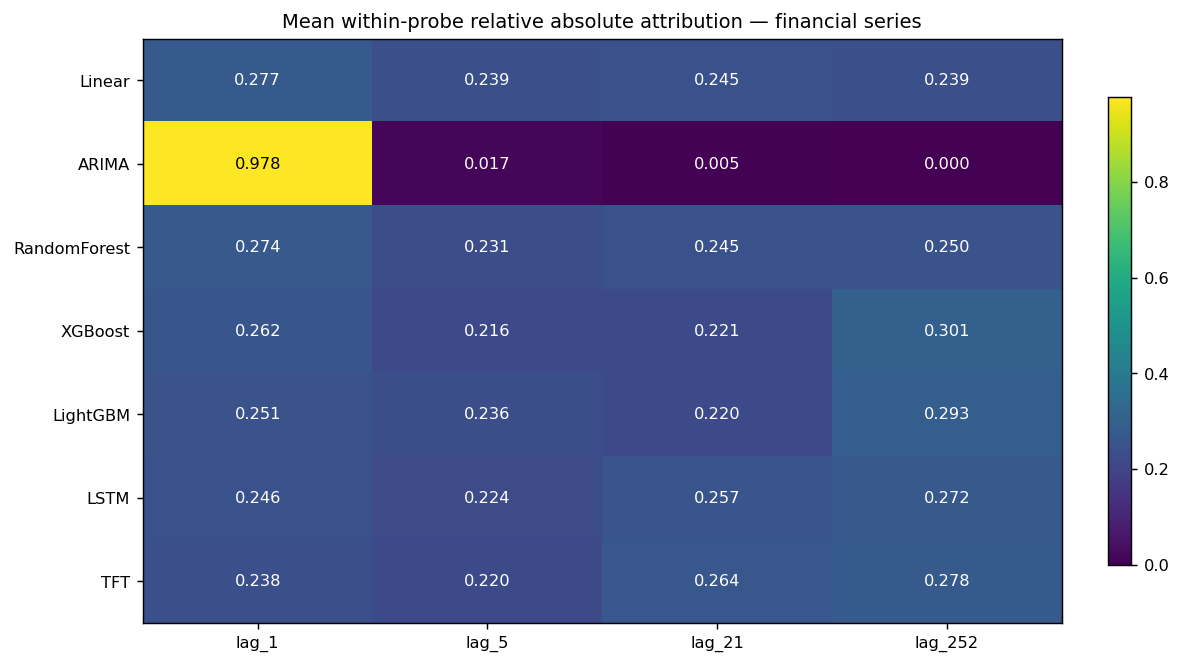 Mean within-probe relative absolute attribution — financial series
Linear 0.277 0.239 0.245 0.239
ARIMA 0.978 0.017 0.005 0.000
RandomForest 0.274 0.231 0.245 0.250
XGBoost 0.262 0.216 0.221 0.301
LightGBM 0.251 0.236 0.220 0.293
LSTM 0.246 0.224 0.257 0.272
TFT 0.238 0.220 0.264 0.278
lag_1 lag_5 lag_21 lag_252
0.8
0.6
0.4
0.2
0.0